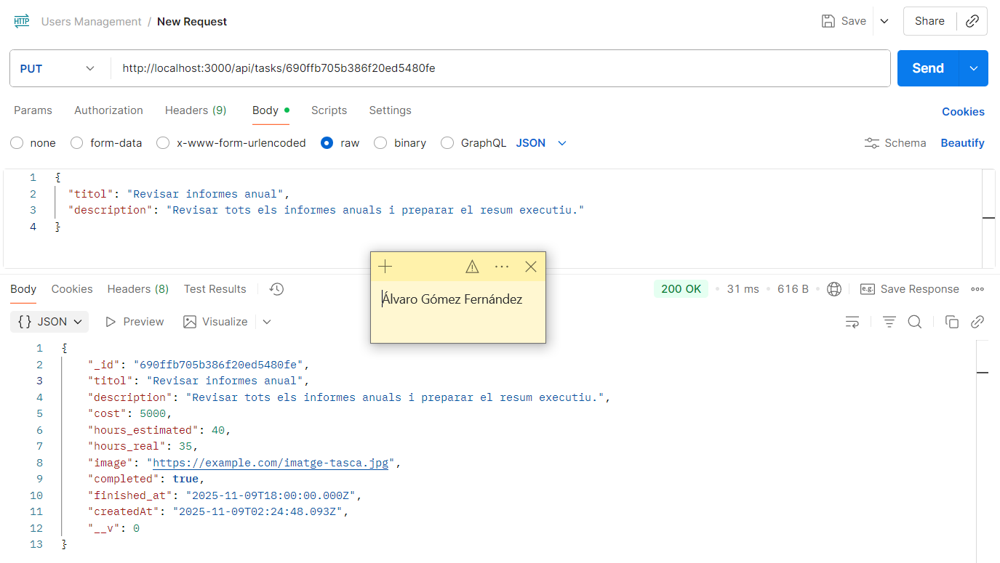 HTTP Users Management / New Request Save Share
PUT http://localhost:3000/api/tasks/690ffb705b386f20ed5480fe Send
Params Authorization Headers (9) Body Scripts Settings Cookies
none form-data x-www-form-urlencoded raw binary GraphQL JSON Schema Beautify
1 {
2 "titol": "Revisar informes anual",
3 "description": "Revisar tots els informes anuals i preparar el resum executiu."
4 }
Álvaro Gómez Fernández
Body Cookies Headers (8) Test Results 200 OK 31 ms 616 B e.g. Save Response
{} JSON Preview Visualize
1 {
2 "_id": "690ffb705b386f20ed5480fe",
3 "titol": "Revisar informes anual",
4 "description": "Revisar tots els informes anuals i preparar el resum executiu.",
5 "cost": 5000,
6 "hours_estimated": 40,
7 "hours_real": 35,
8 "image": "https://example.com/imatge-tasca.jpg",
9 "completed": true,
10 "finished_at": "2025-11-09T18:00:00.000Z",
11 "createdAt": "2025-11-09T02:24:48.093Z",
12 "__v": 0
13 }